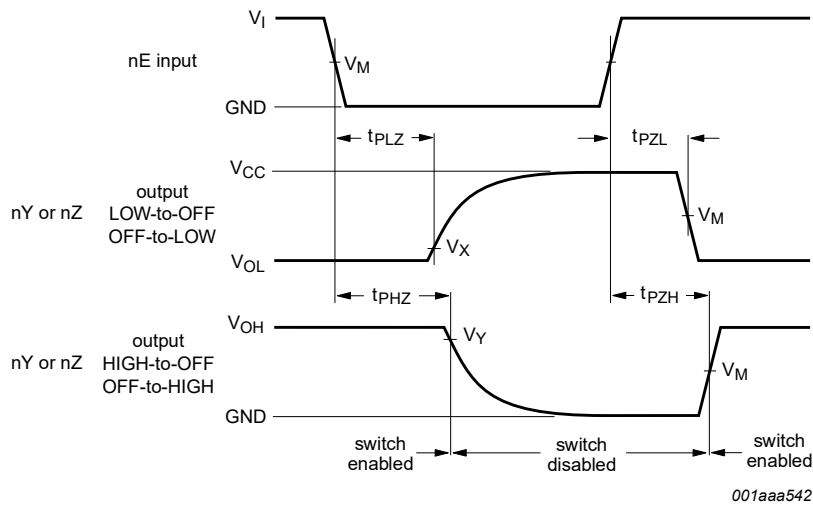 VI
nE input
VM
GND
tPLZ
tPZL
VCC
nY or nZ
output
LOW-to-OFF
OFF-to-LOW
VM
VX
VOL
tPHZ
tPZH
VOH
nY or nZ
output
HIGH-to-OFF
OFF-to-HIGH
VY
VM
GND
switch
enabled
switch
disabled
switch
enabled
001aaa542